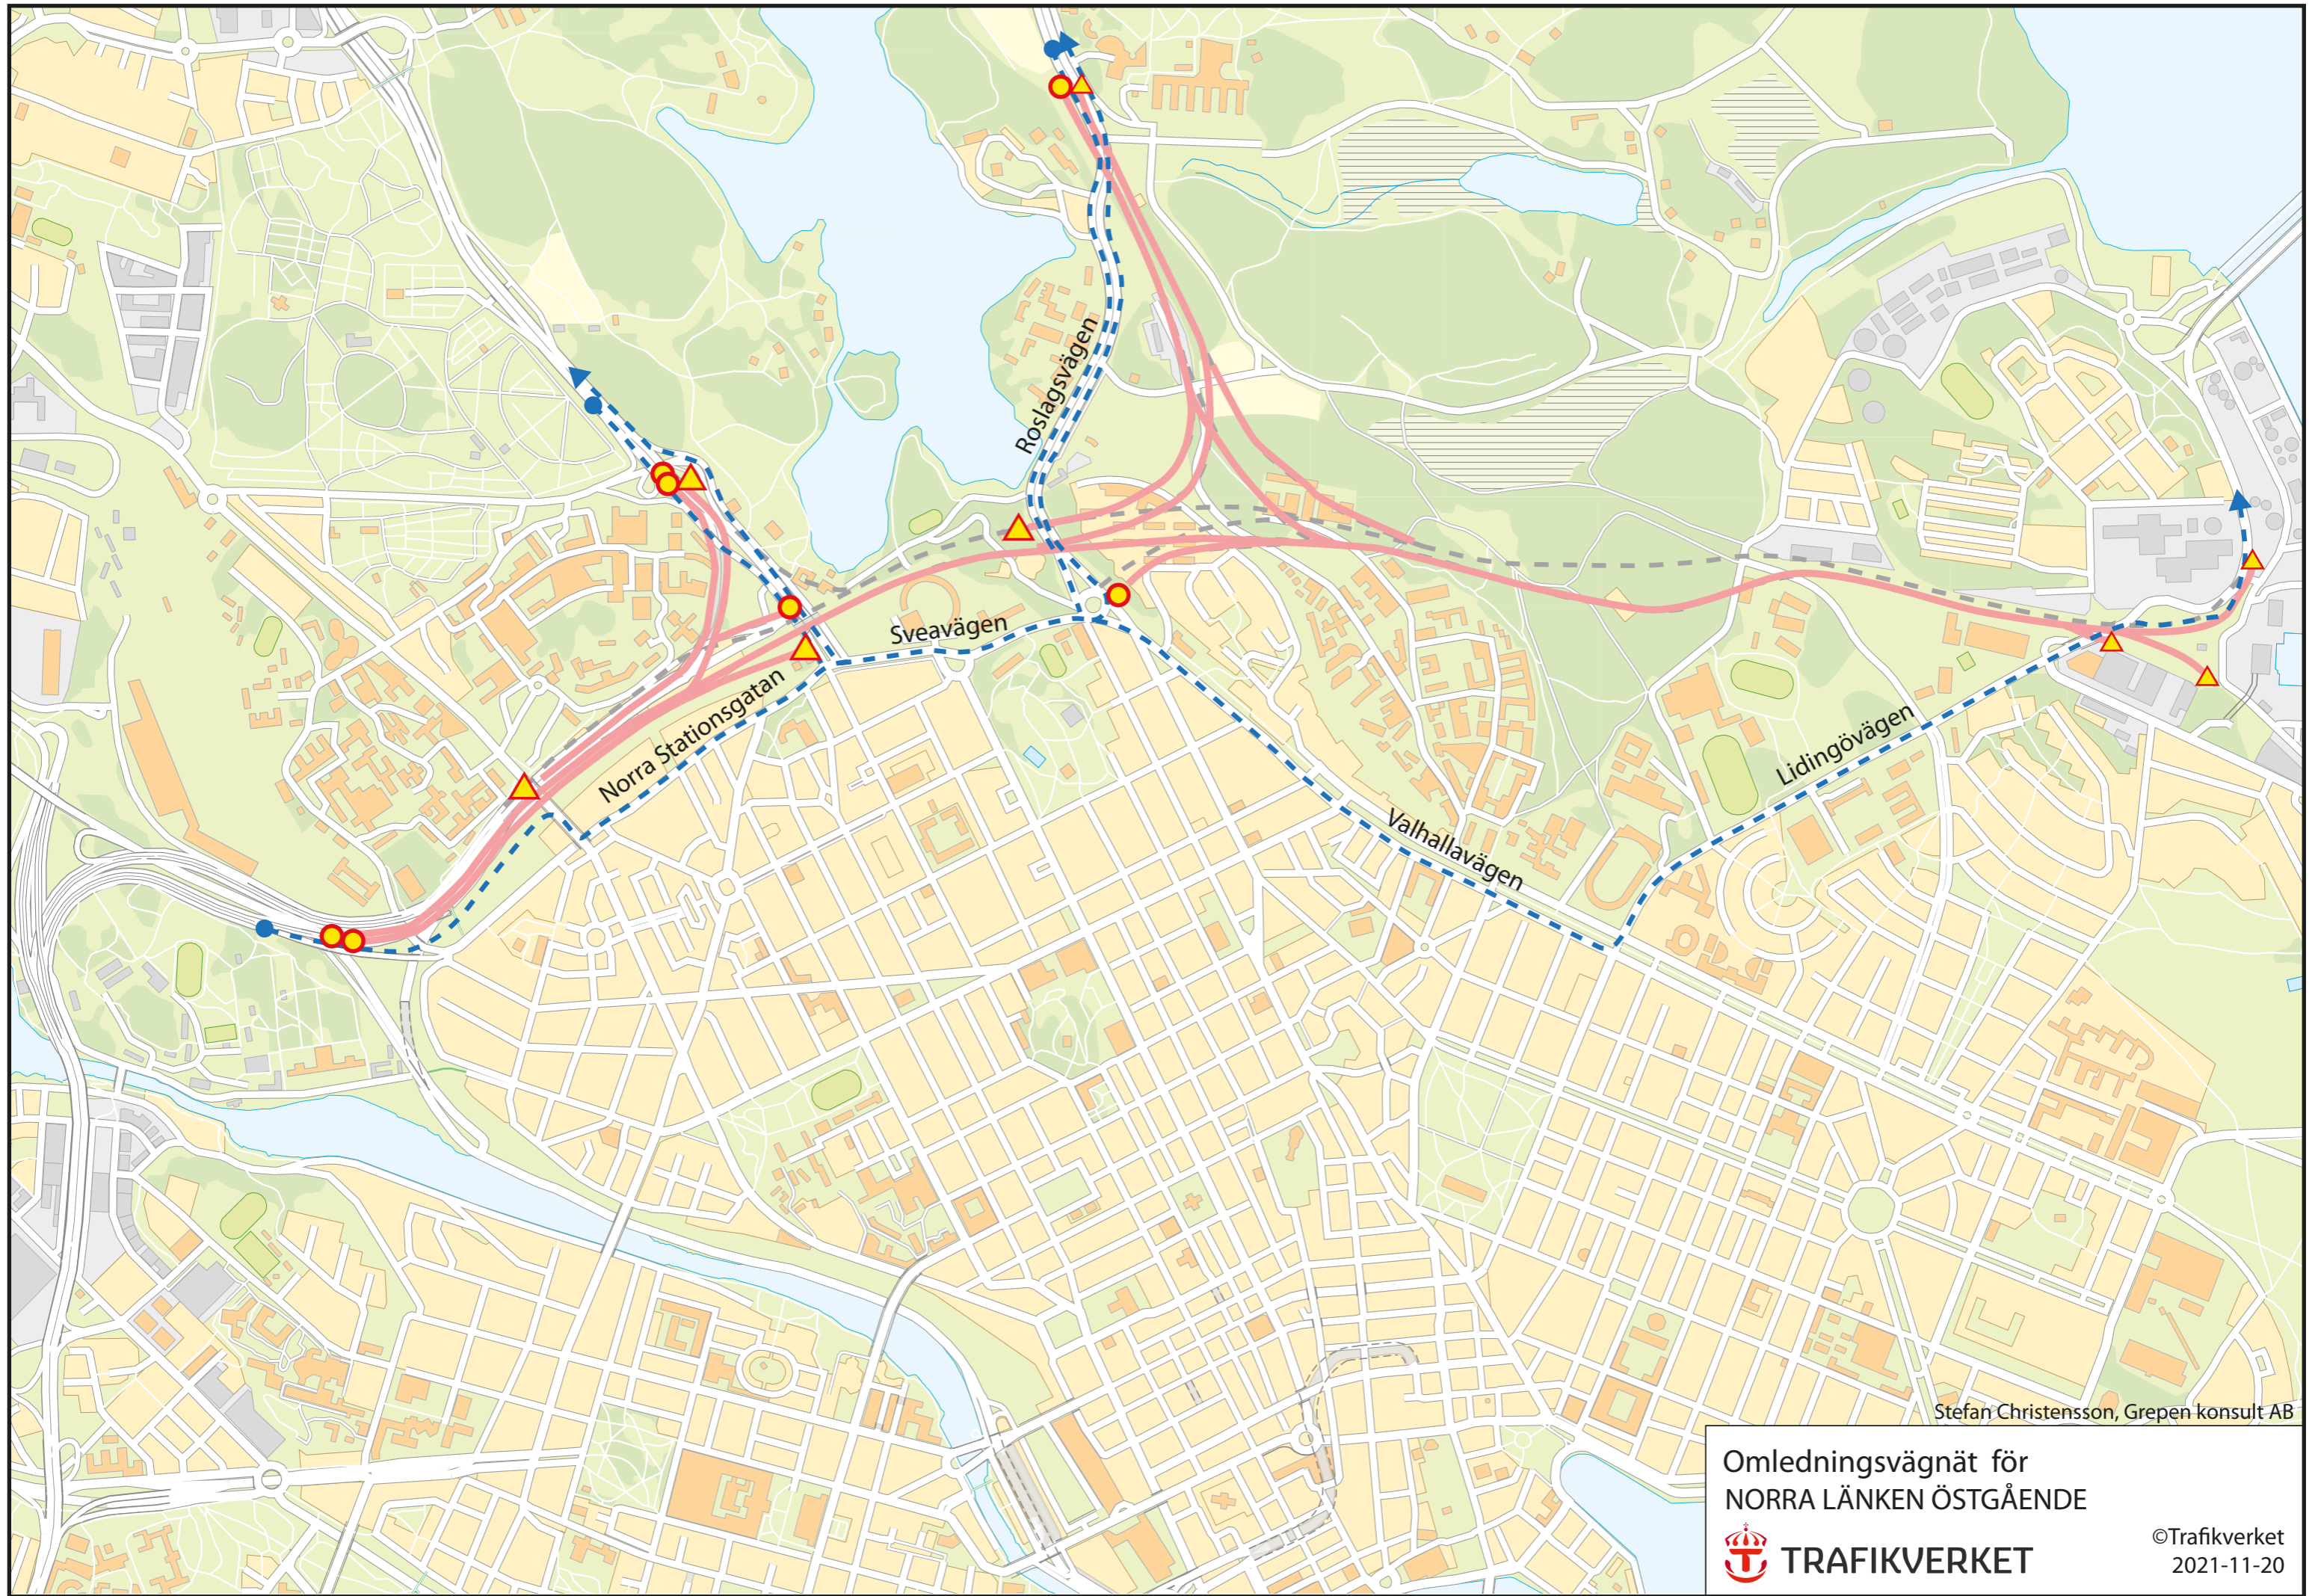 Roslagsvägen
Sveavägen
Norra Stationsgatan
Lidingövägen
Valhallavägen
Stefan Christensson, Grepen konsult AB
Omledningsvägnät för
NORRA LÄNKEN ÖSTGÅENDE
TRAFIKVERKET
©Trafikverket
2021-11-20